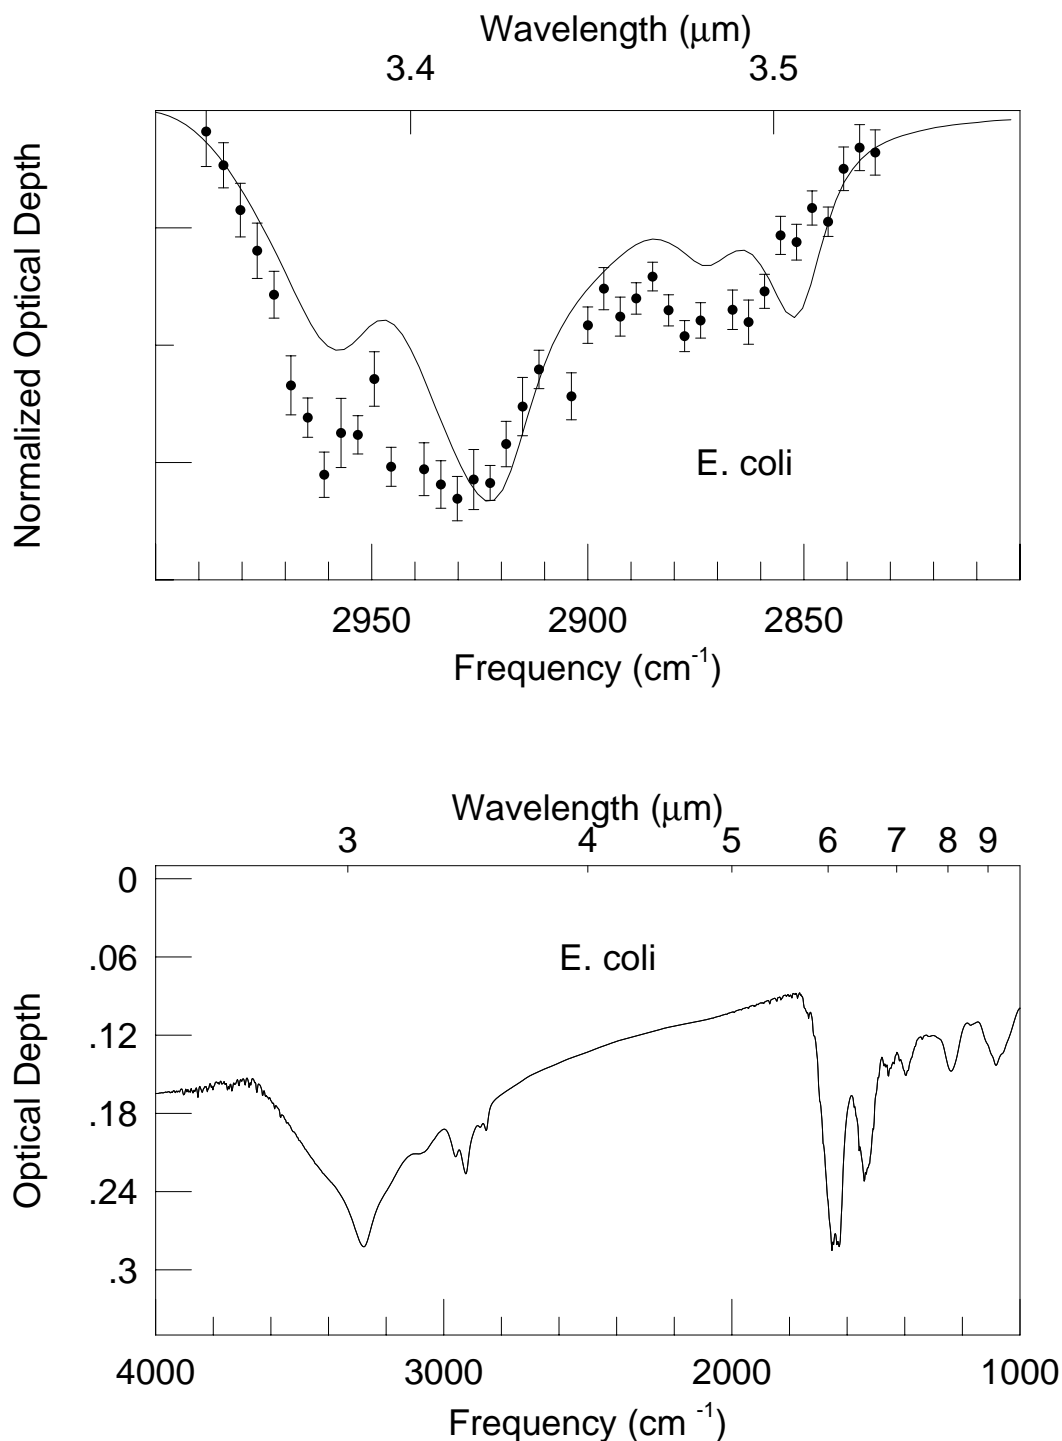 Wavelength (μm)
3.4 3.5
Normalized Optical Depth
E. coli
2950 2900 2850
Frequency (cm-1)
Wavelength (μm)
3 4 5 6 7 8 9
0
.06
.12
.18
.24
.3
Optical Depth
E. coli
4000 3000 2000 1000
Frequency (cm -1)